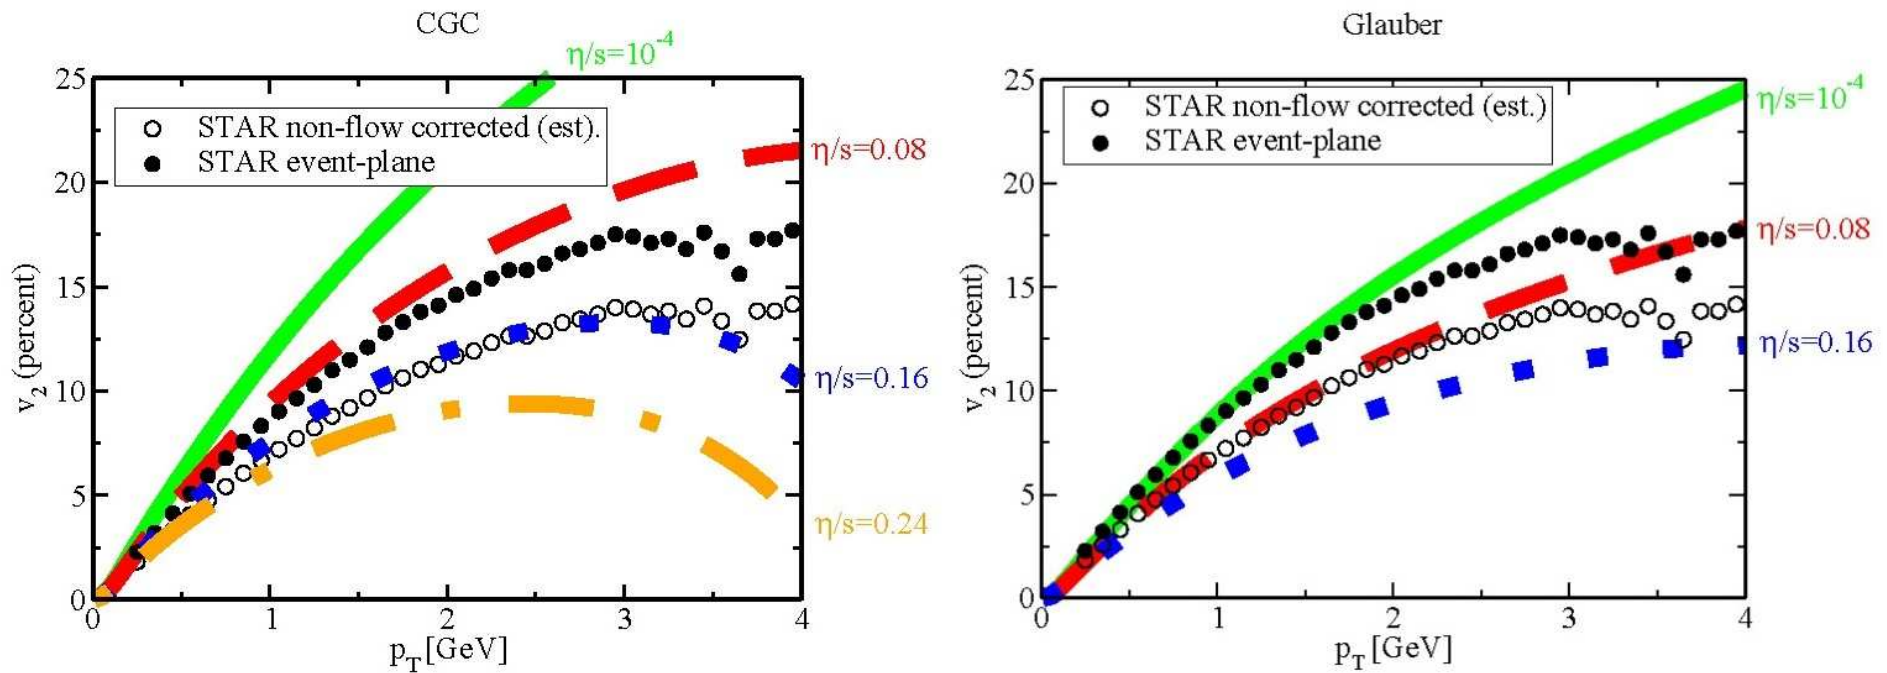 CGC
η/s=10⁻⁴
25
STAR non-flow corrected (est).
STAR event-plane
η/s=0.08
20
15
v₂ (percent)
10
η/s=0.16
5
η/s=0.24
0
0 1 2 3 4
p_T [GeV]
Glauber
25
STAR non-flow corrected (est.)
STAR event-plane
η/s=10⁻⁴
20
η/s=0.08
15
v₂ (percent)
η/s=0.16
10
5
0
0 1 2 3 4
p_T [GeV]